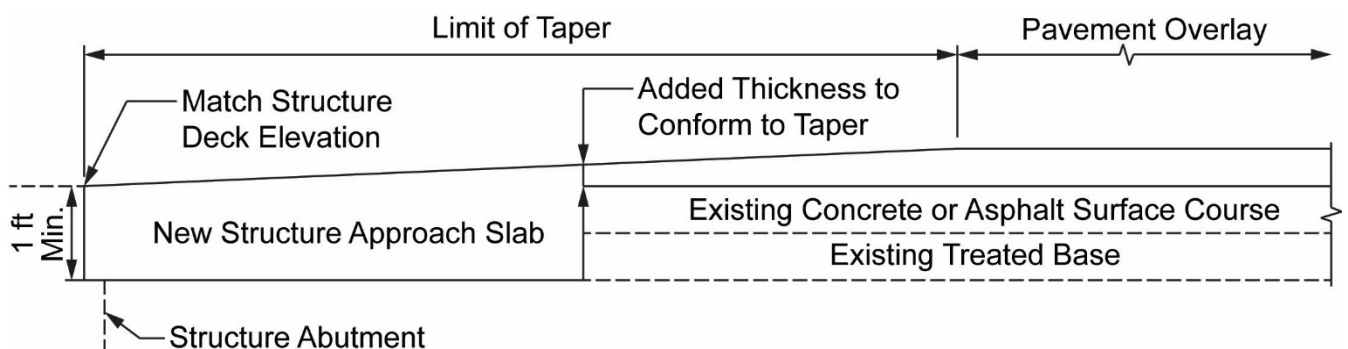 Limit of Taper
Pavement Overlay
Match Structure
Deck Elevation
Added Thickness to
Conform to Taper
1 ft
Min.
New Structure Approach Slab
Existing Concrete or Asphalt Surface Course
Existing Treated Base
Structure Abutment